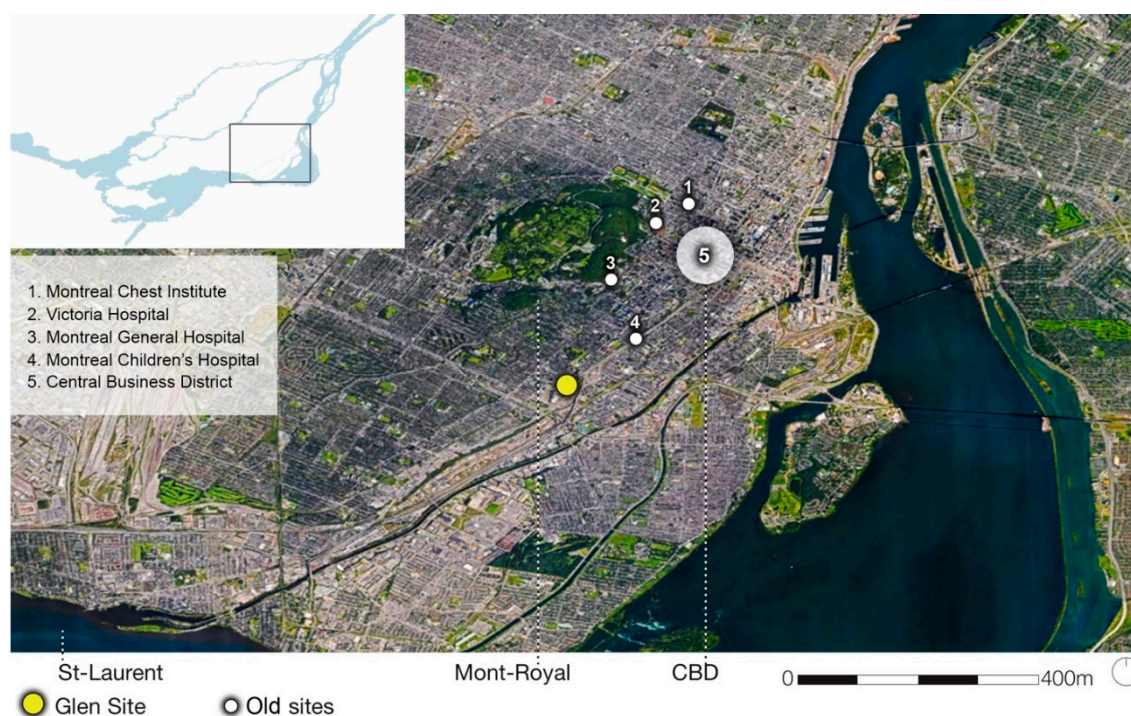 1
2
5
3
4
1. Montreal Chest Institute
2. Victoria Hospital
3. Montreal General Hospital
4. Montreal Children's Hospital
5. Central Business District
St-Laurent
Mont-Royal
CBD
0
400m
Glen Site
Old sites